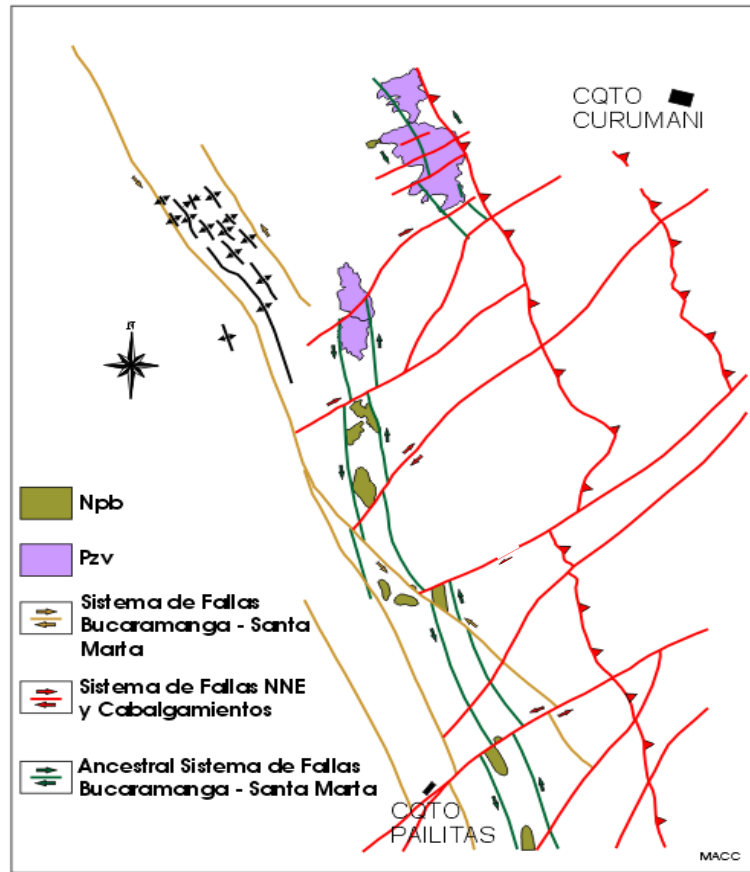 CQTO
CURUMANI
N
Npb
Pzv
Sistema de Fallas
Bucaramanga - Santa
Marta
Sistema de Fallas NNE
y Cabalgamientos
Ancestral Sistema de Fallas
Bucaramanga - Santa Marta
CQTO
PAILITAS
MACC